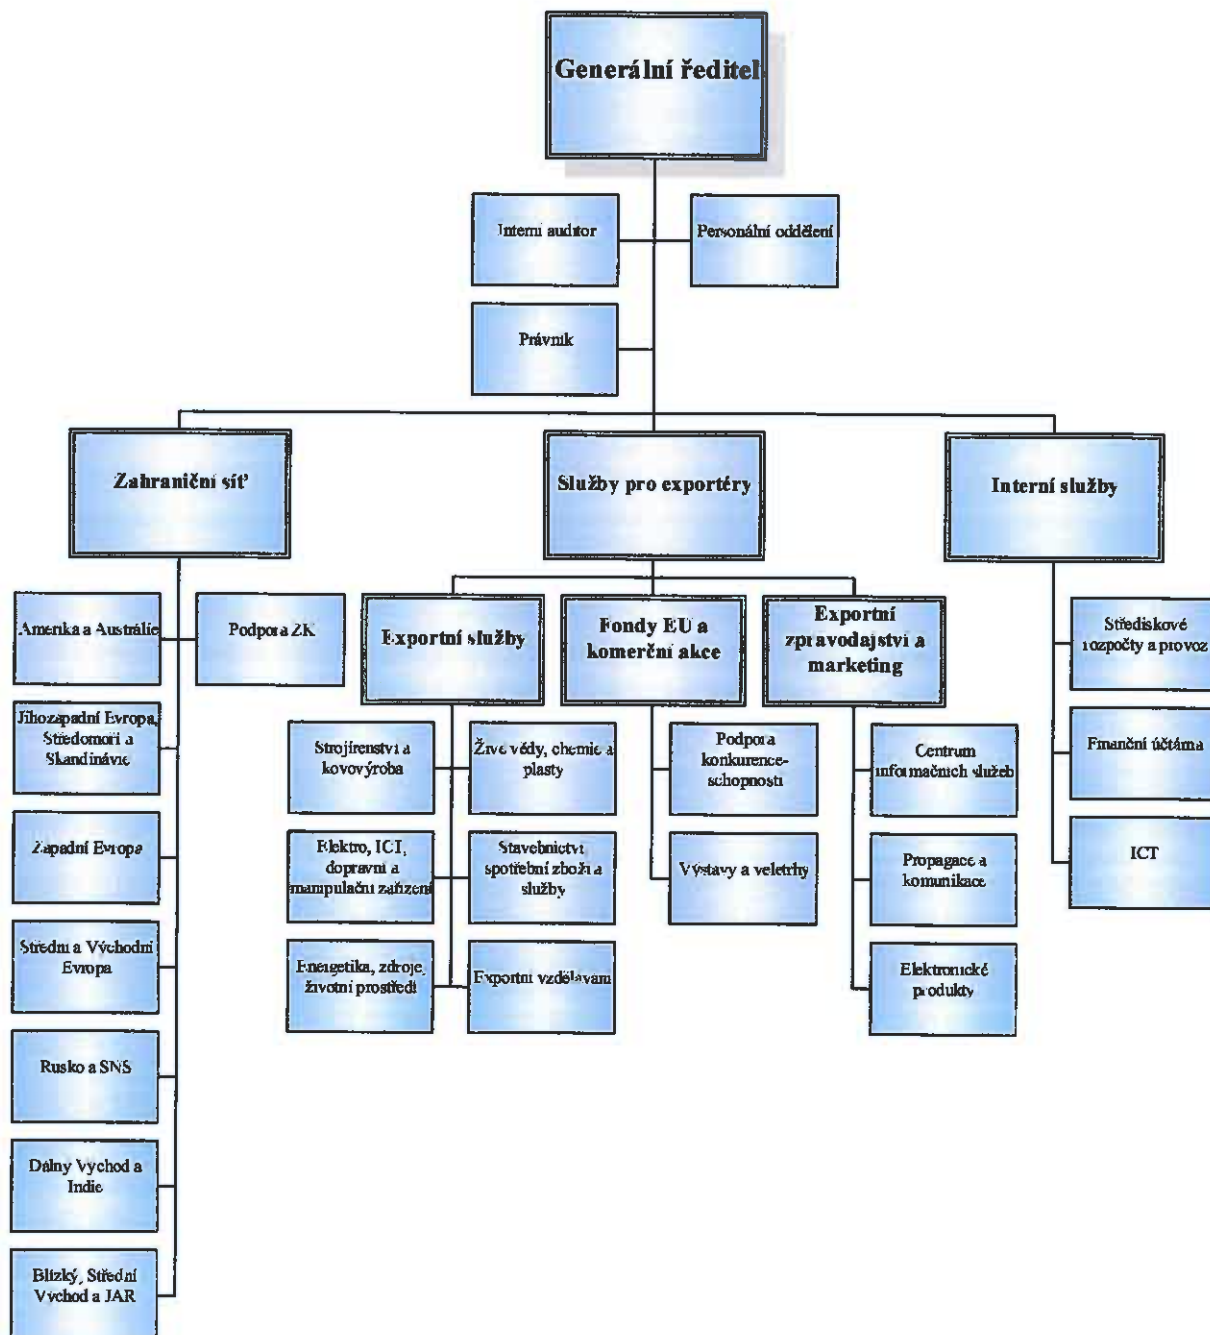 Generální ředitel
Interní auditor
Personální oddělení
Právník
Zahraniční síť
Služby pro exportéry
Interní služby
Amerika a Austrálie
Podpora ZK
Jihozápadní Evropa,
Středomoří a
Skandinávie
Západní Evropa
Střední a Východní
Evropa
Rusko a SNS
Dálný Východ a
Indie
Blízký, Střední
Východ a JAR
Exportní služby
Fondy EU a
komerční akce
Exportní
zpravodajství a
marketing
Strojírenství a
kovovýroba
Živé vědy, chemie a
plasty
Elektro, ICT,
dopravní a
manipulační zařízení
Stavebnictví
spotřební zboží a
služby
Energetika, zdroje,
životní prostředí
Exportní vzdělávání
Podpora
konkurence-
schopnosti
Výstavy a veletrhy
Centrum
informačních služeb
Propagace a
komunikace
Elektronické
produkty
Střediskové
rozpočty a provoz
Finanční účtárna
ICT